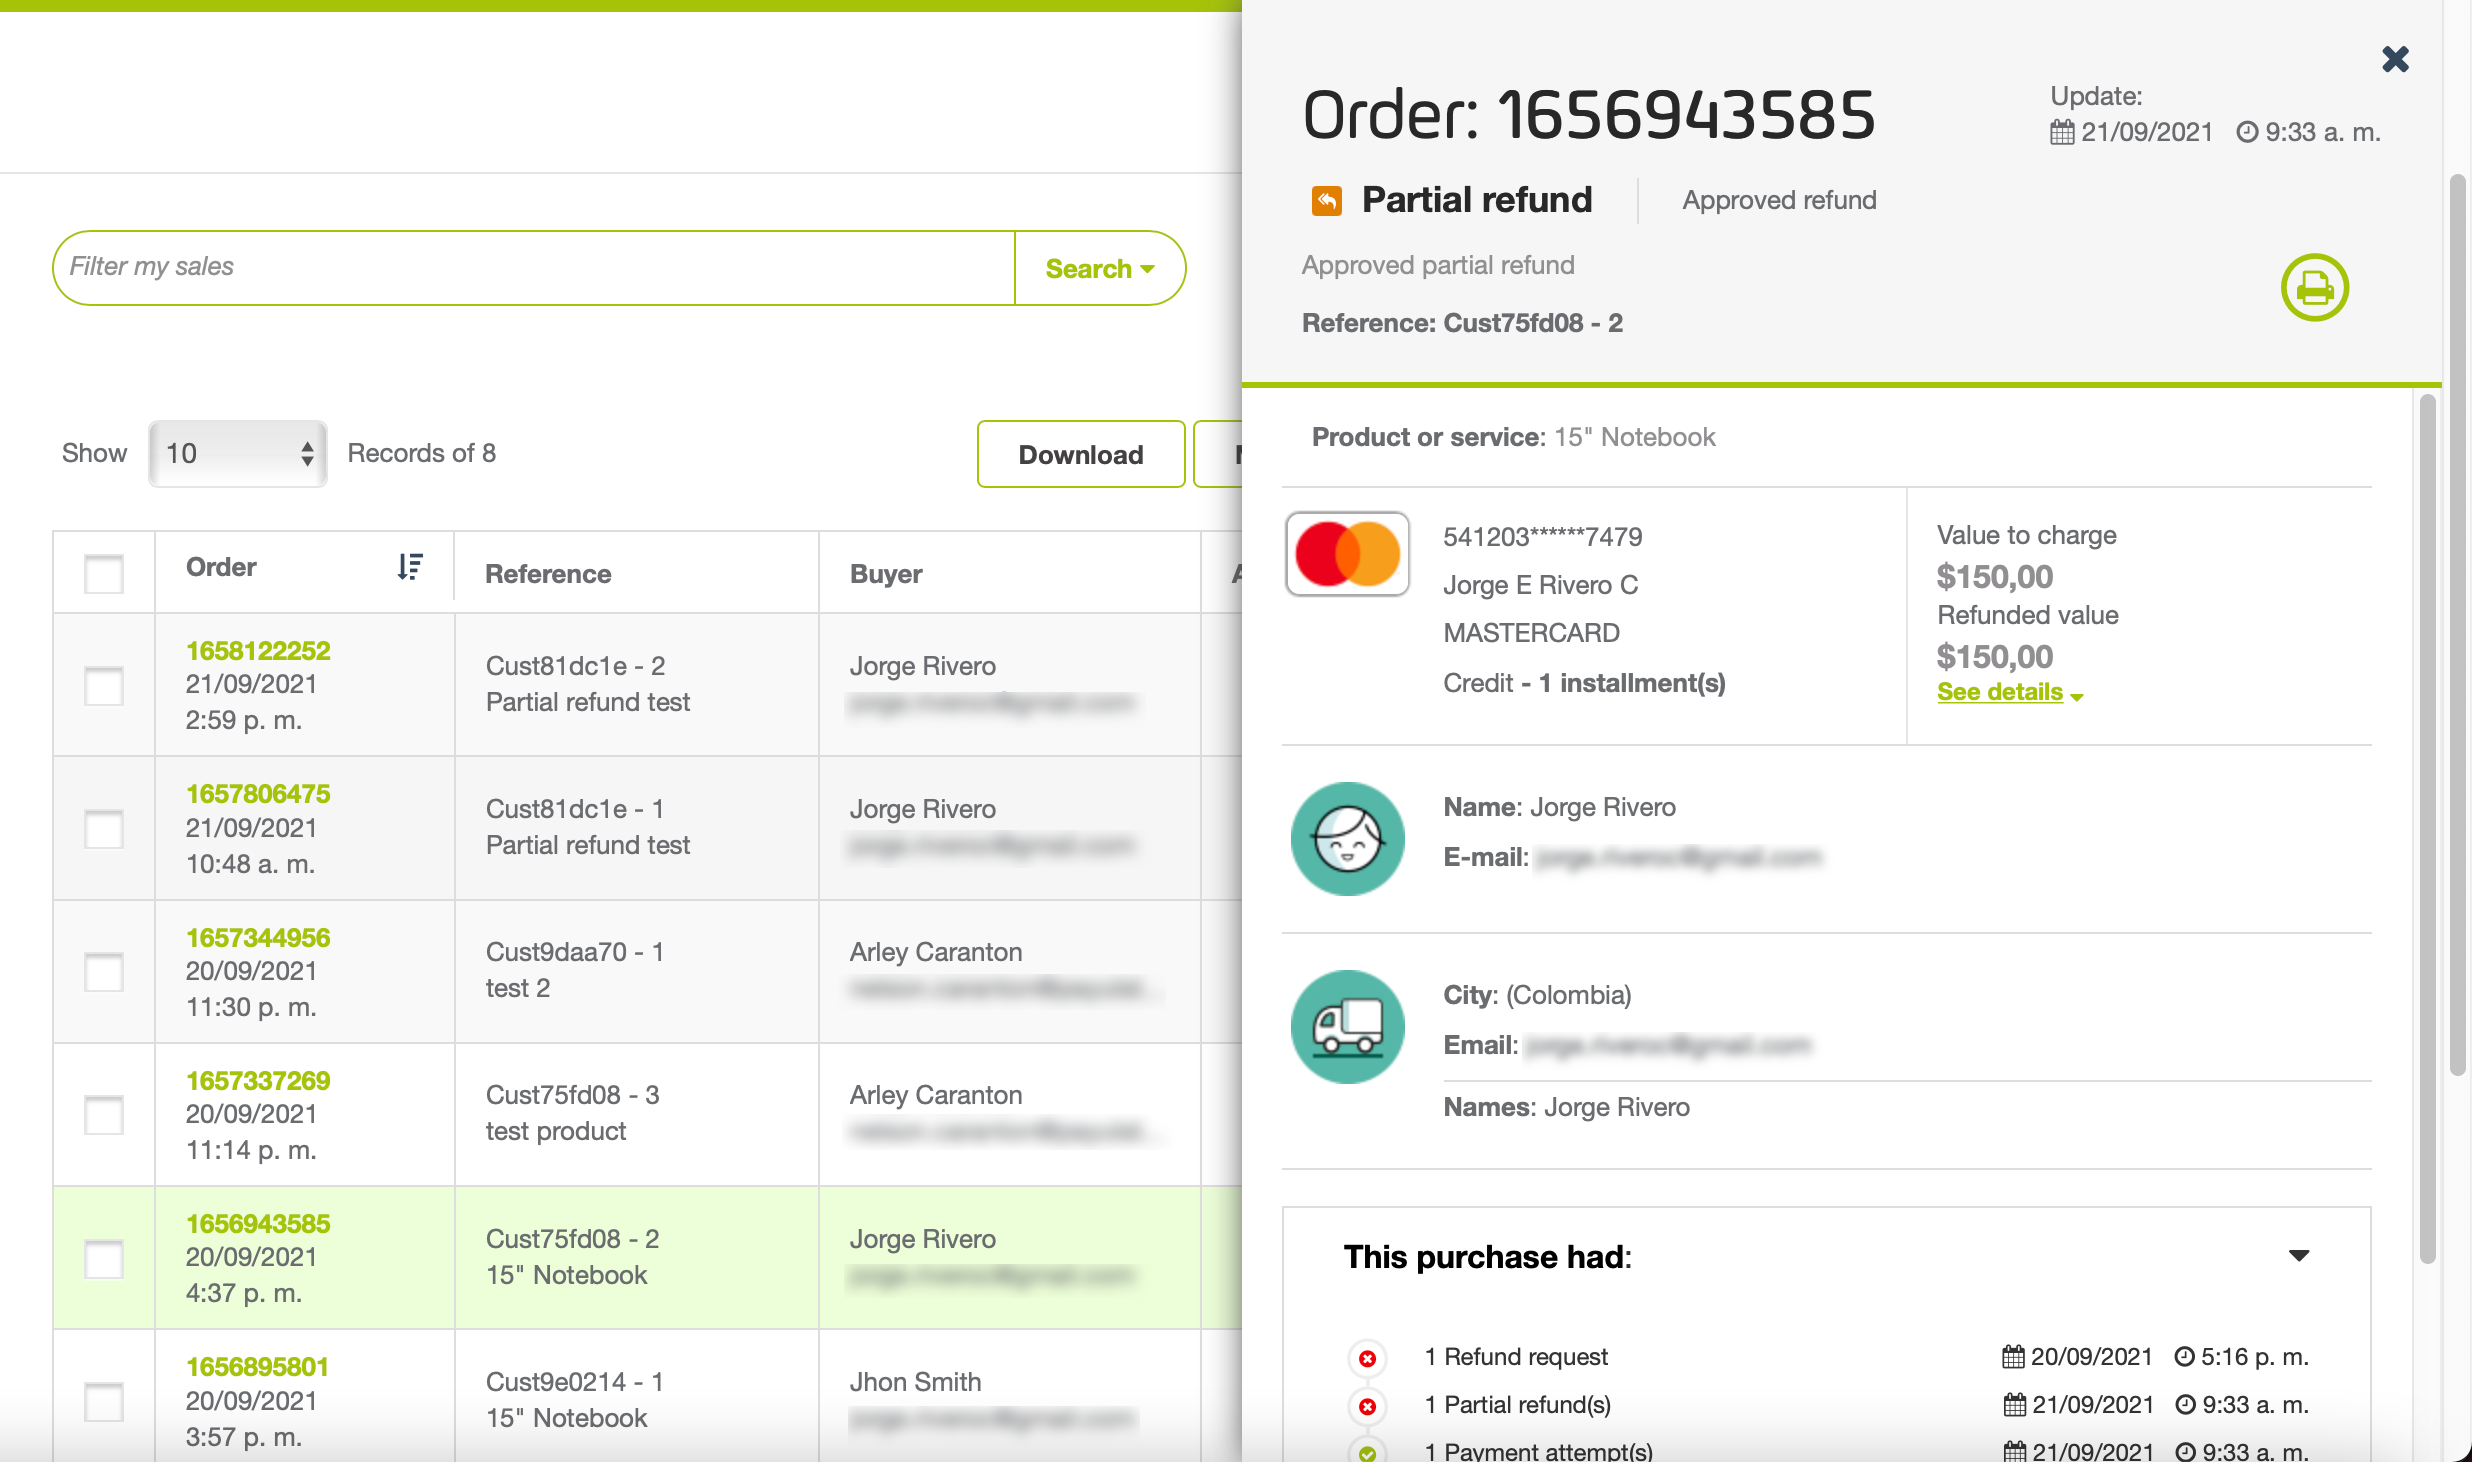 Filter my sales
Search
Show
10
Records of 8
Download
Order
Reference
Buyer
1658122252
21/09/2021
2:59 p. m.
Cust81dc1e - 2
Partial refund test
Jorge Rivero
1657806475
21/09/2021
10:48 a. m.
Cust81dc1e - 1
Partial refund test
Jorge Rivero
1657344956
20/09/2021
11:30 p. m.
Cust9daa70 - 1
test 2
Arley Caranton
1657337269
20/09/2021
11:14 p. m.
Cust75fd08 - 3
test product
Arley Caranton
1656943585
20/09/2021
4:37 p. m.
Cust75fd08 - 2
15" Notebook
Jorge Rivero
1656895801
20/09/2021
3:57 p. m.
Cust9e0214 - 1
15" Notebook
Jhon Smith
Order: 1656943585
Update:
21/09/2021 9:33 a. m.
Partial refund
Approved refund
Approved partial refund
Reference: Cust75fd08 - 2
Product or service: 15" Notebook
541203******7479
Jorge E Rivero C
MASTERCARD
Credit - 1 installment(s)
Value to charge
$150,00
Refunded value
$150,00
See details
Name: Jorge Rivero
E-mail:
City: (Colombia)
Email:
Names: Jorge Rivero
This purchase had:
1 Refund request 20/09/2021 5:16 p. m.
1 Partial refund(s) 21/09/2021 9:33 a. m.
1 Payment attempt(s) 21/09/2021 9:33 a. m.